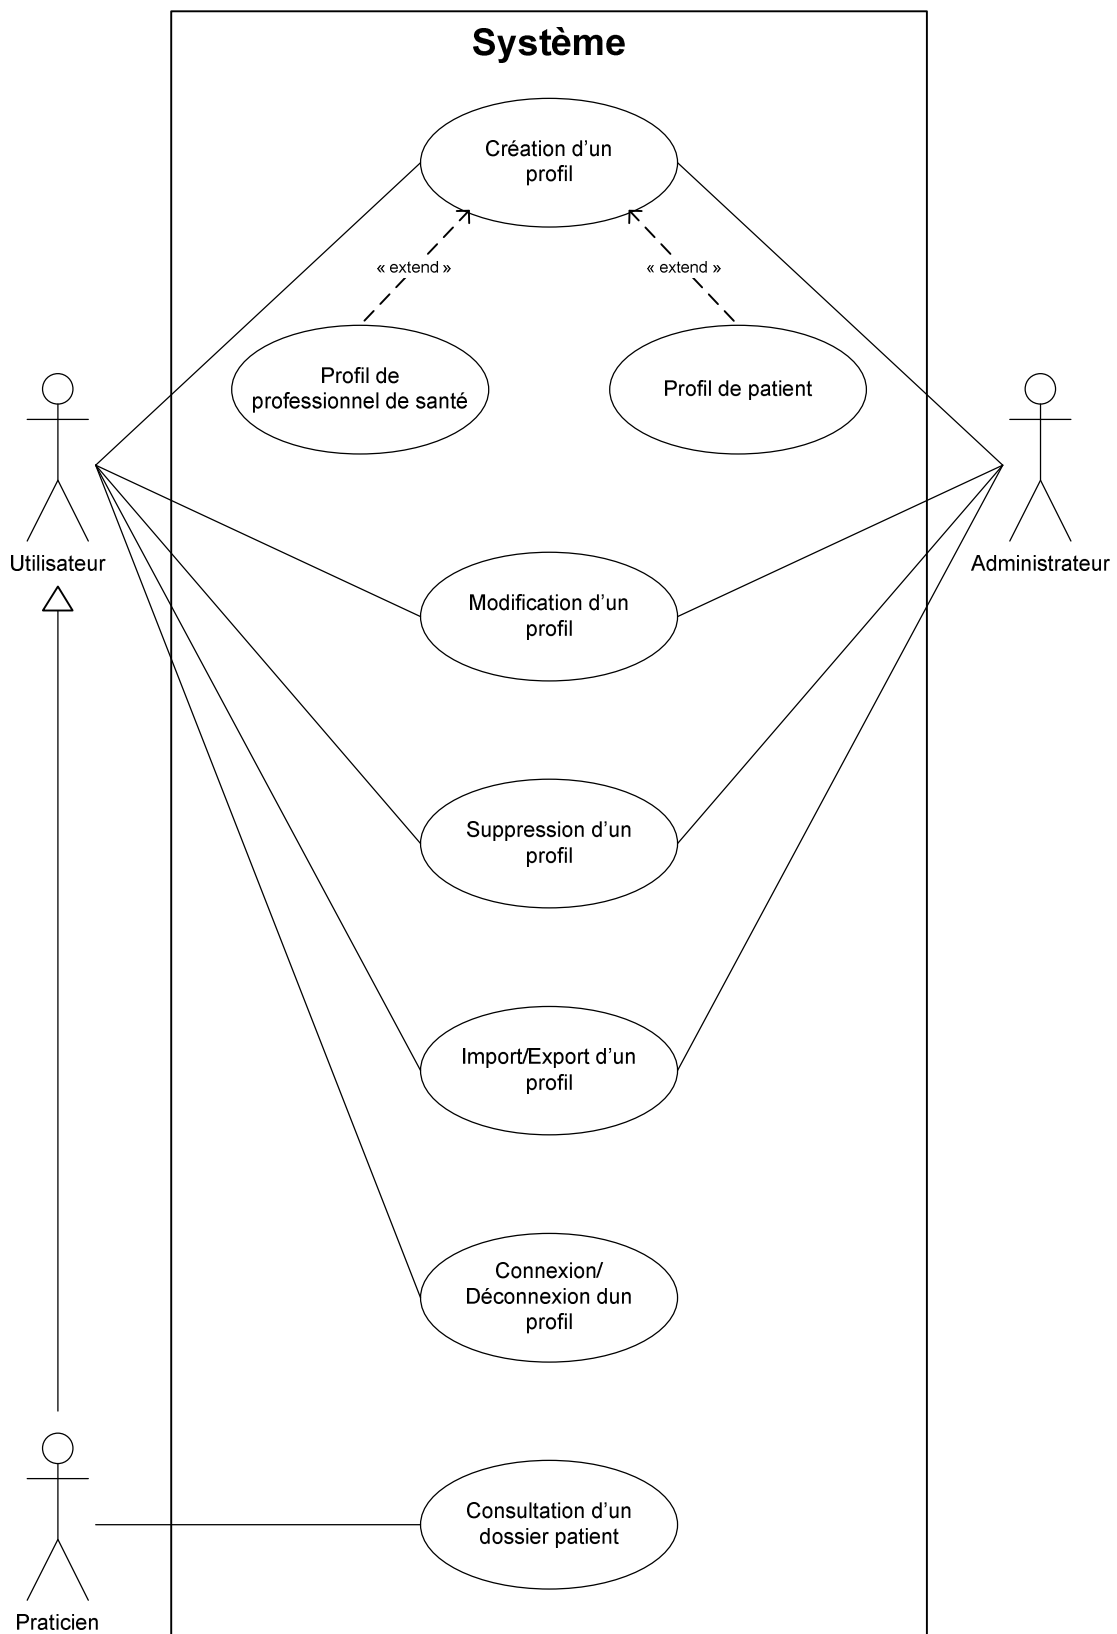 Système
Création d’un
profil
« extend »
« extend »
Profil de
professionnel de santé
Profil de patient
Utilisateur
Administrateur
Modification d’un
profil
Suppression d’un
profil
Import/Export d’un
profil
Connexion/
Déconnexion dun
profil
Consultation d’un
dossier patient
Praticien